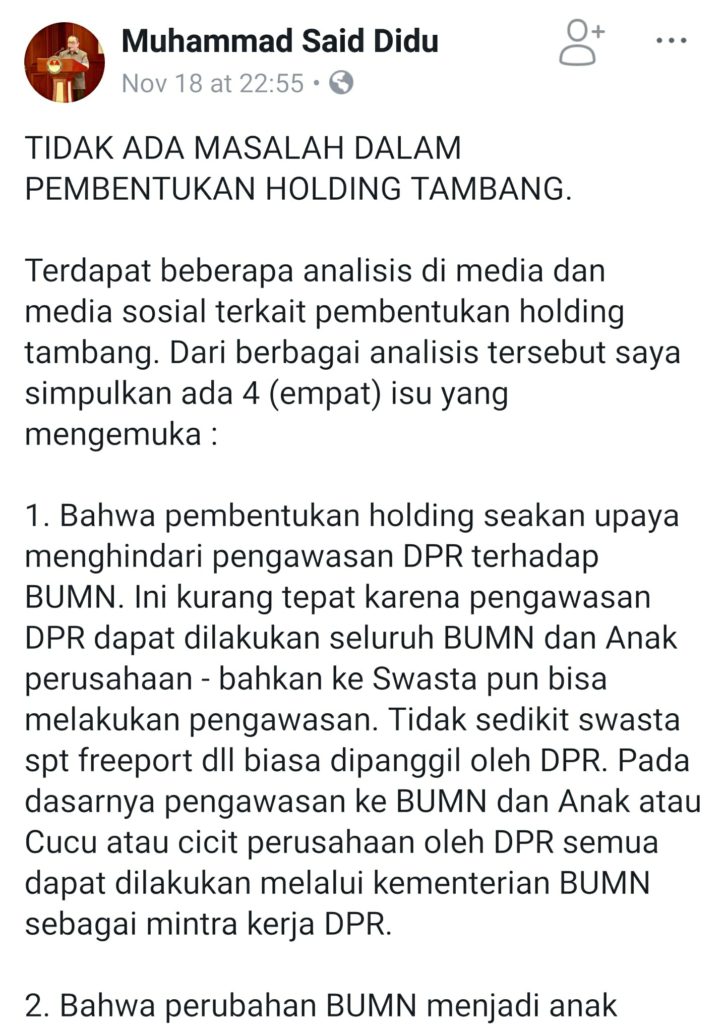 Muhammad Said Didu
Nov 18 at 22:55 •
TIDAK ADA MASALAH DALAM
PEMBENTUKAN HOLDING TAMBANG.
Terdapat beberapa analisis di media dan
media sosial terkait pembentukan holding
tambang. Dari berbagai analisis tersebut saya
simpulkan ada 4 (empat) isu yang
mengemuka :
1. Bahwa pembentukan holding seakan upaya
menghindari pengawasan DPR terhadap
BUMN. Ini kurang tepat karena pengawasan
DPR dapat dilakukan seluruh BUMN dan Anak
perusahaan - bahkan ke Swasta pun bisa
melakukan pengawasan. Tidak sedikit swasta
spt freeport dll biasa dipanggil oleh DPR. Pada
dasarnya pengawasan ke BUMN dan Anak atau
Cucu atau cicit perusahaan oleh DPR semua
dapat dilakukan melalui kementerian BUMN
sebagai mintra kerja DPR.
2. Bahwa perubahan BUMN menjadi anak